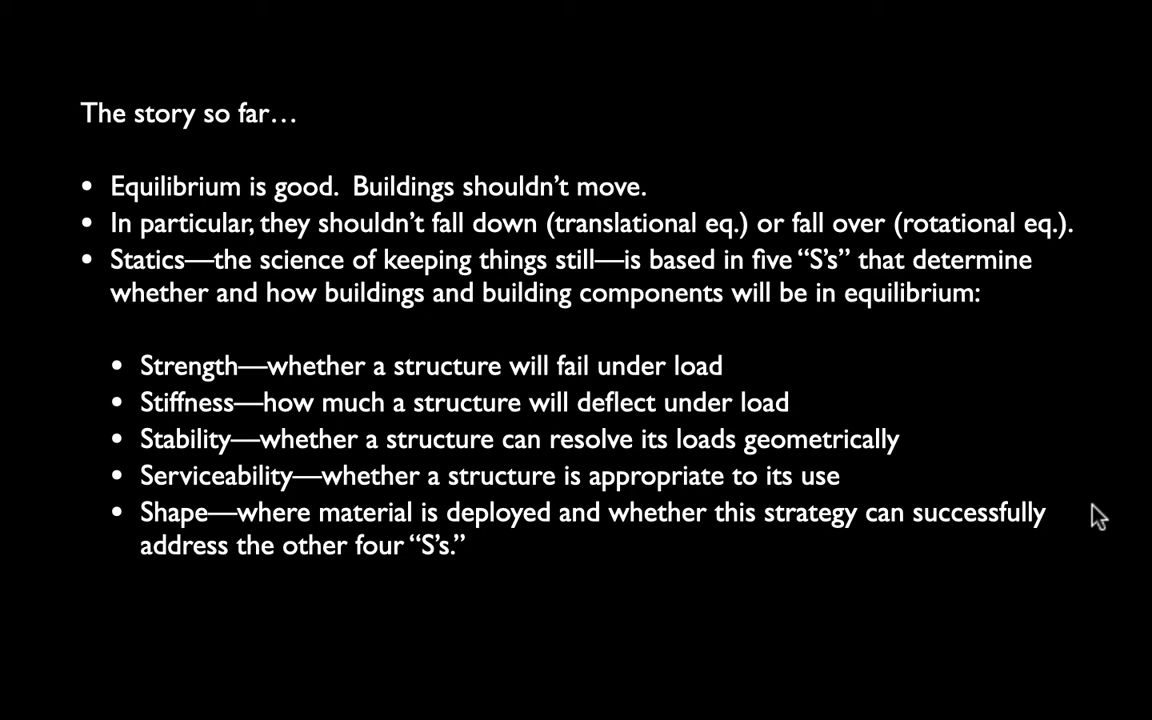 The story so far…
• Equilibrium is good.  Buildings shouldn’t move.
• In particular, they shouldn’t fall down (translational eq.) or fall over (rotational eq.).
• Statics—the science of keeping things still—is based in five “S’s” that determine
whether and how buildings and building components will be in equilibrium:
• Strength—whether a structure will fail under load
• Stiffness—how much a structure will deflect under load
• Stability—whether a structure can resolve its loads geometrically
• Serviceability—whether a structure is appropriate to its use
• Shape—where material is deployed and whether this strategy can successfully
address the other four “S’s.”